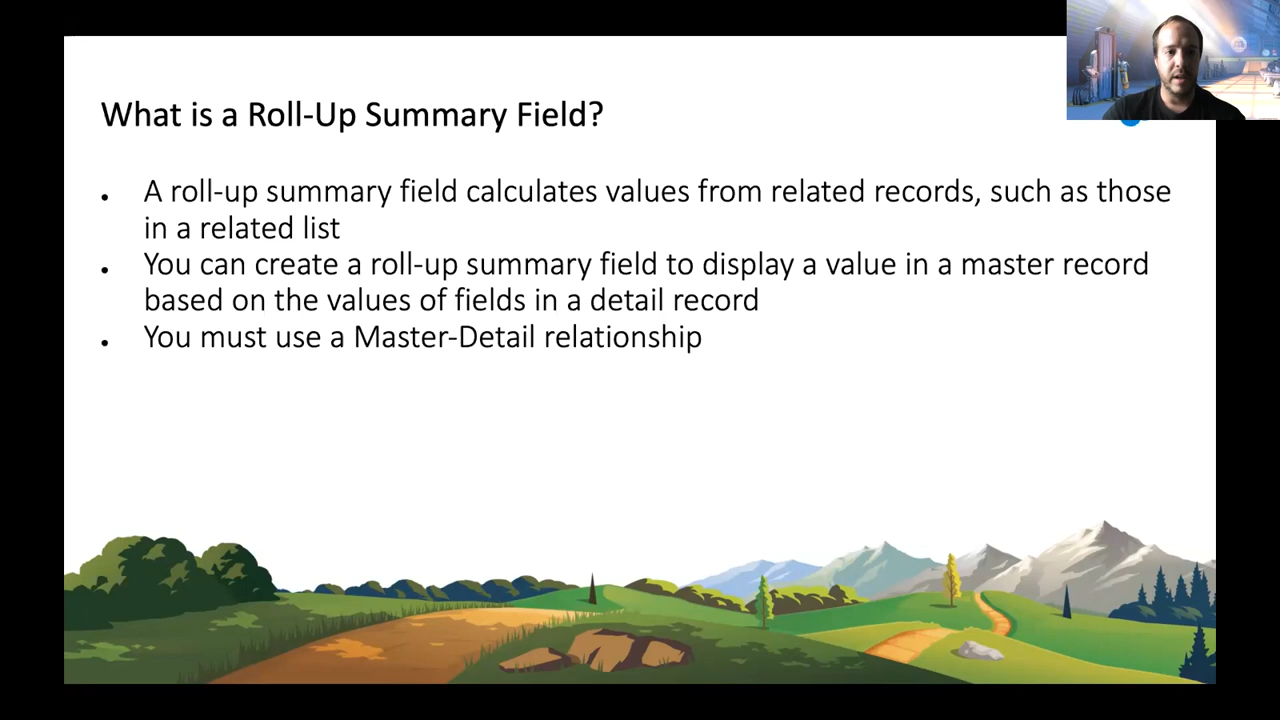 What is a Roll-Up Summary Field?
• A roll-up summary field calculates values from related records, such as those
in a related list
• You can create a roll-up summary field to display a value in a master record
based on the values of fields in a detail record
• You must use a Master-Detail relationship